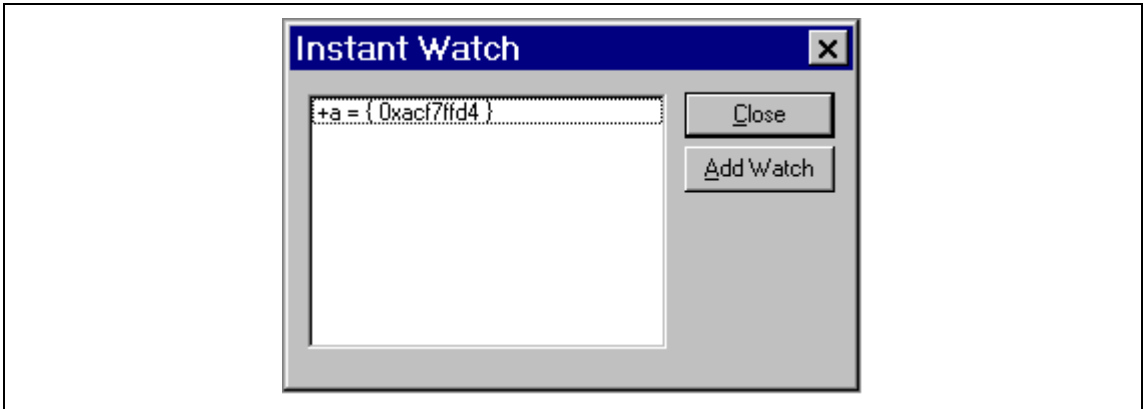 Instant Watch
+a = { 0xacf7ffd4 }
Close
Add Watch